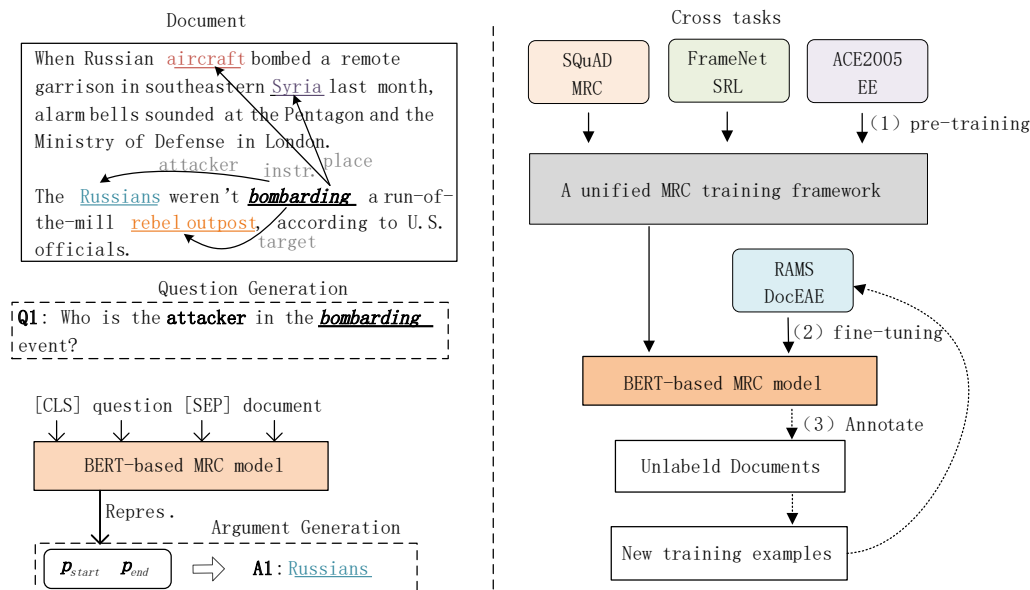 Document
When Russian aircraft bombed a remote
garrison in southeastern Syria last month,
alarm bells sounded at the Pentagon and the
Ministry of Defense in London.
attacker instr. place
The Russians weren't bombarding a run-of-
the-mill rebel outpost, according to U.S.
target
officials.
Question Generation
Q1: Who is the attacker in the bombarding
event?
[CLS] question [SEP] document
BERT-based MRC model
Repres.
Argument Generation
Pstart Pend A1: Russians
Cross tasks
SQuAD FrameNet ACE2005
MRC SRL EE
(1) pre-training
A unified MRC training framework
RAMS
DocEAE
(2) fine-tuning
BERT-based MRC model
(3) Annotate
Unlabeld Documents
New training examples